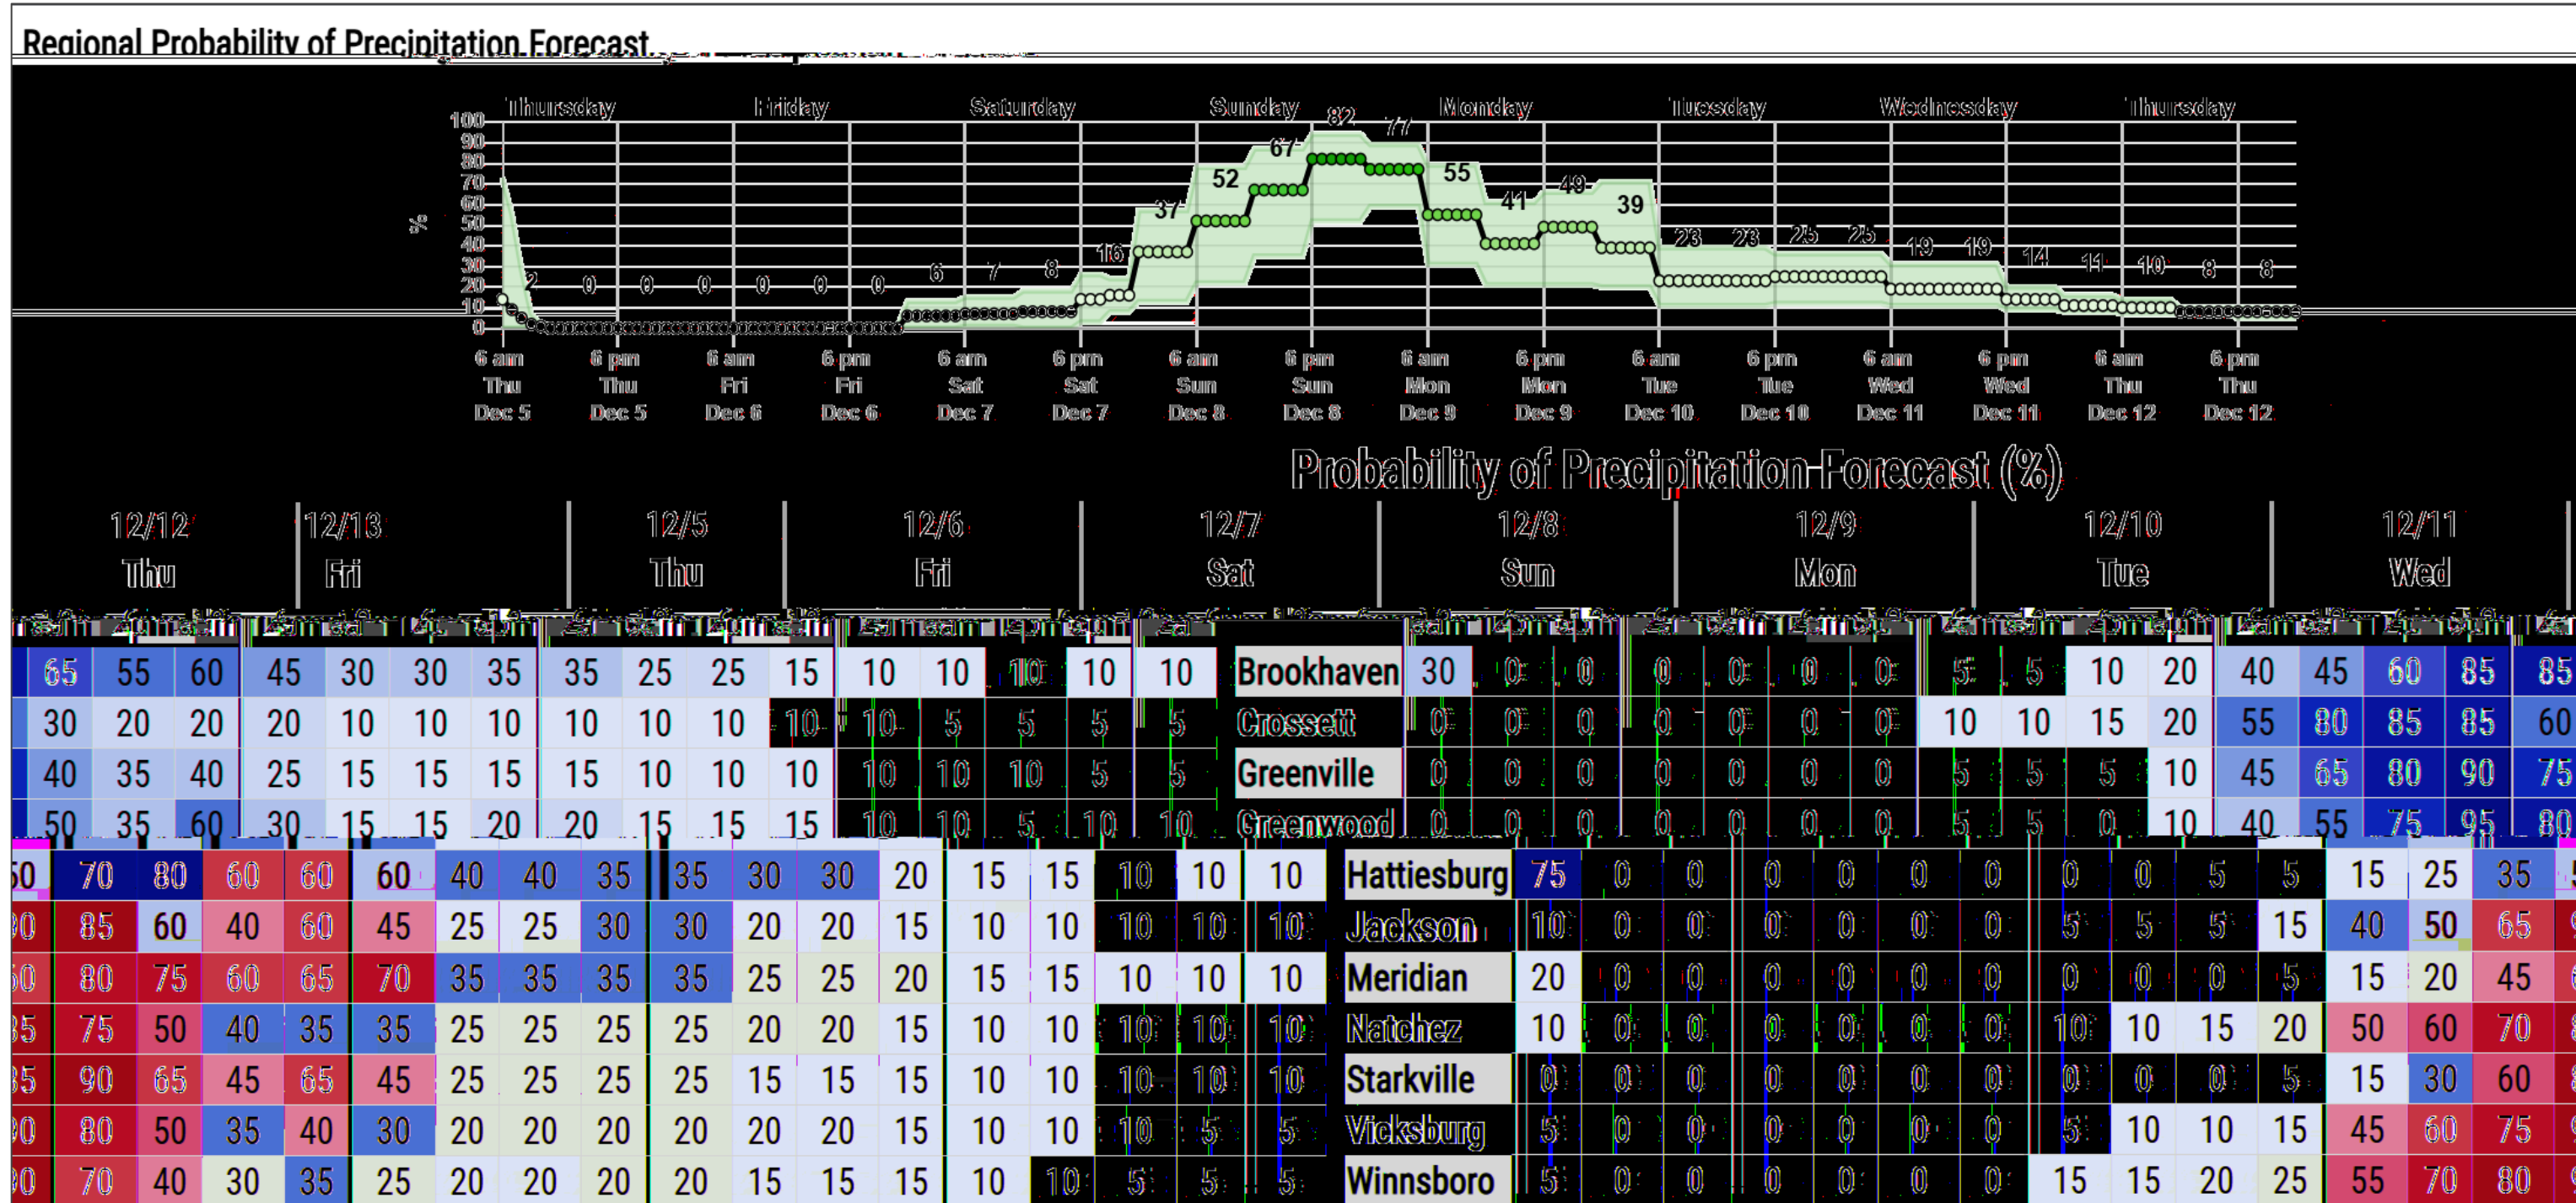 Regional Probability of Precipitation Forecast
Thursday Friday Saturday Sunday Monday Tuesday Wednesday Thursday
100
90
80
70
60
50
40
30
20
10
0
%
2 0 0 0 0 0 0 6 7 8 16 37 52 67 82 77 55 41 49 39 23 23 25 25 19 19 14 11 10 8 8
6 am 6 pm 6 am 6 pm 6 am 6 pm 6 am 6 pm 6 am 6 pm 6 am 6 pm 6 am 6 pm 6 am 6 pm
Thu Thu Fri Fri Sat Sat Sun Sun Mon Mon Tue Tue Wed Wed Thu Thu
Dec 5 Dec 5 Dec 6 Dec 6 Dec 7 Dec 7 Dec 8 Dec 8 Dec 9 Dec 9 Dec 10 Dec 10 Dec 11 Dec 11 Dec 12 Dec 12
Probability of Precipitation Forecast (%)
12/12 12/13 12/5 12/6 12/7 12/8 12/9 12/10 12/11
Thu Fri Thu Fri Sat Sun Mon Tue Wed
65 55 60 45 30 30 35 35 25 25 15 10 10 10 10 10 Brookhaven 30 0 0 0 0 0 0 5 5 10 20 40 45 60 85 85
30 20 20 20 10 10 10 10 10 10 10 10 5 5 5 5 Crossett 0 0 0 0 0 0 0 10 10 15 20 55 80 85 85 60
40 35 40 25 15 15 15 15 10 10 10 10 10 10 5 5 Greenville 0 0 0 0 0 0 0 5 5 5 10 45 65 80 90 75
50 35 60 30 15 15 20 20 15 15 15 10 10 5 10 10 Greenwood 0 0 0 0 0 0 0 5 5 0 10 40 55 75 95 80
70 80 60 60 60 40 40 35 35 30 30 20 15 15 10 10 10 Hattiesburg 75 0 0 0 0 0 0 0 0 5 5 15 25 35
85 60 40 60 45 25 25 30 30 20 20 15 10 10 10 10 10 Jackson 10 0 0 0 0 0 0 5 5 5 15 40 50 65
80 75 60 65 70 35 35 35 35 25 25 20 15 15 10 10 10 Meridian 20 0 0 0 0 0 0 0 0 0 5 15 20 45
75 50 40 35 35 25 25 25 25 20 20 15 10 10 10 10 10 Natchez 10 0 0 0 0 0 0 10 10 15 20 50 60 70
90 65 45 65 45 25 25 25 25 15 15 15 10 10 10 10 10 Starkville 0 0 0 0 0 0 0 0 0 0 5 15 30 60
80 50 35 40 30 20 20 20 20 20 20 15 10 10 10 5 5 Vicksburg 5 0 0 0 0 0 0 5 10 10 15 45 60 75
70 40 30 35 25 20 20 20 20 15 15 15 10 10 5 5 5 Winnsboro 5 0 0 0 0 0 0 15 15 20 25 55 70 80